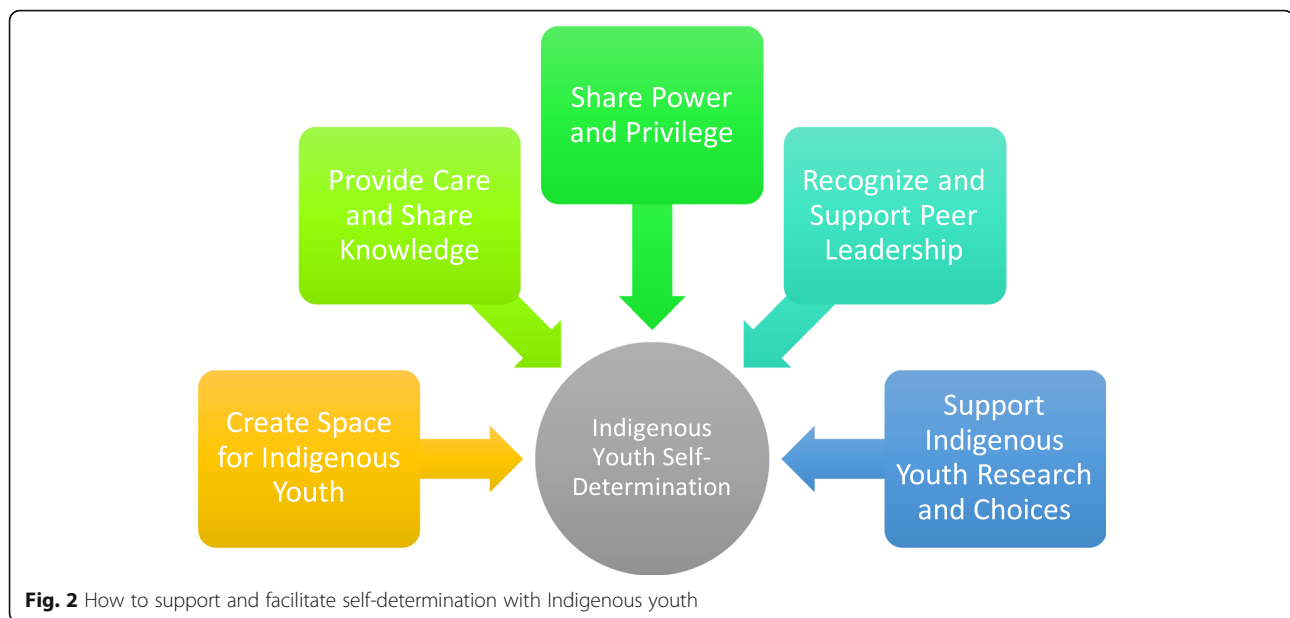 Share Power
and Privilege
Provide Care
and Share
Knowledge
Recognize and
Support Peer
Leadership
Create Space
for Indigenous
Youth
Indigenous
Youth Self-
Determination
Support
Indigenous
Youth Research
and Choices
Fig. 2 How to support and facilitate self-determination with Indigenous youth